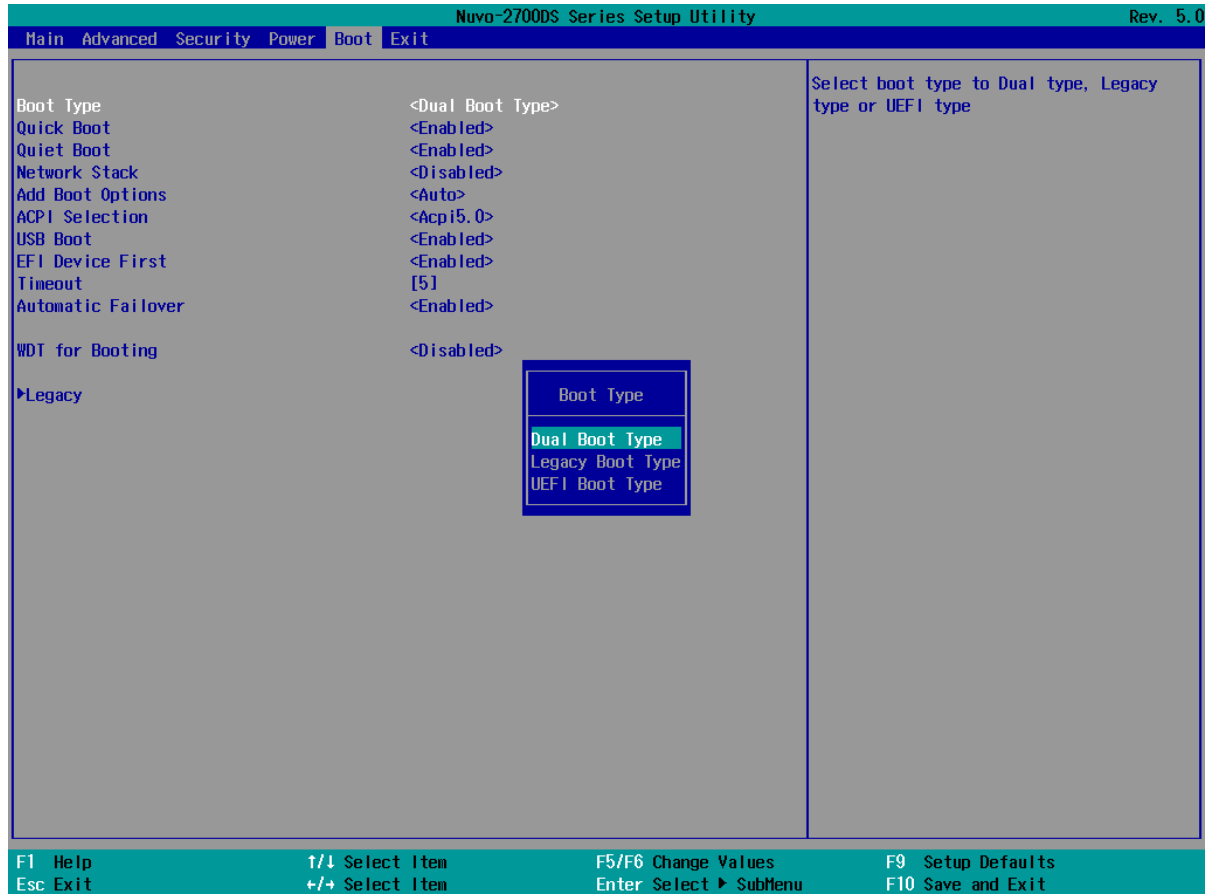 Nuvo-2700DS Series Setup Utility Rev. 5.0
Main Advanced Security Power Boot Exit
Boot Type <Dual Boot Type>
Quick Boot <Enabled>
Quiet Boot <Enabled>
Network Stack <Disabled>
Add Boot Options <Auto>
ACPI Selection <Acpi5.0>
USB Boot <Enabled>
EFI Device First <Enabled>
Timeout [5]
Automatic Failover <Enabled>
WDT for Booting <Disabled>
▶Legacy
Boot Type
Dual Boot Type
Legacy Boot Type
UEFI Boot Type
Select boot type to Dual type, Legacy
type or UEFI type
F1 Help ↑/↓ Select Item F5/F6 Change Values F9 Setup Defaults
Esc Exit ←/→ Select Item Enter Select ▶ SubMenu F10 Save and Exit